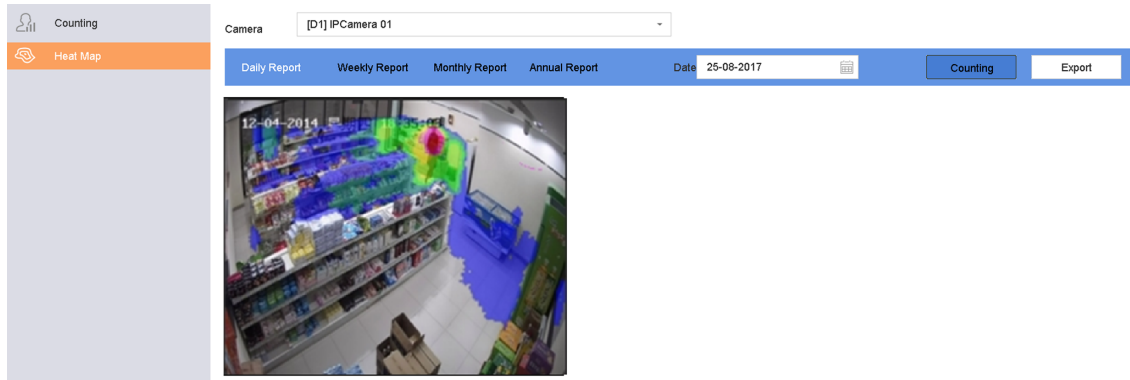 Counting
Heat Map
Camera
[D1] IPCamera 01
Daily Report
Weekly Report
Monthly Report
Annual Report
Date
25-08-2017
Counting
Export
12-04-2014